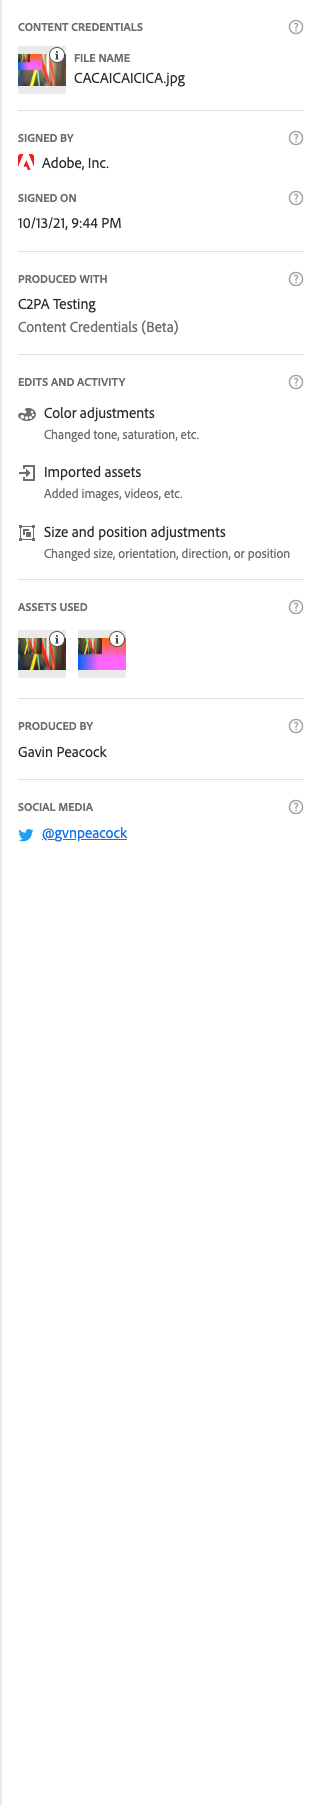 CONTENT CREDENTIALS
FILE NAME
CACAICAICICA.jpg
SIGNED BY
Adobe, Inc.
SIGNED ON
10/13/21, 9:44 PM
PRODUCED WITH
C2PA Testing
Content Credentials (Beta)
EDITS AND ACTIVITY
Color adjustments
Changed tone, saturation, etc.
Imported assets
Added images, videos, etc.
Size and position adjustments
Changed size, orientation, direction, or position
ASSETS USED
PRODUCED BY
Gavin Peacock
SOCIAL MEDIA
@gvnpeacock